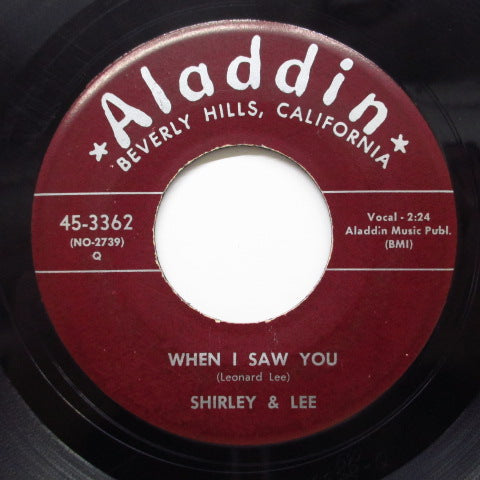 Aladdin
BEVERLY HILLS, CALIFORNIA
45-3362
(NO-2739)
Q
Vocal - 2:24
Aladdin Music Publ.
(BMI)
WHEN I SAW YOU
(Leonard Lee)
SHIRLEY & LEE